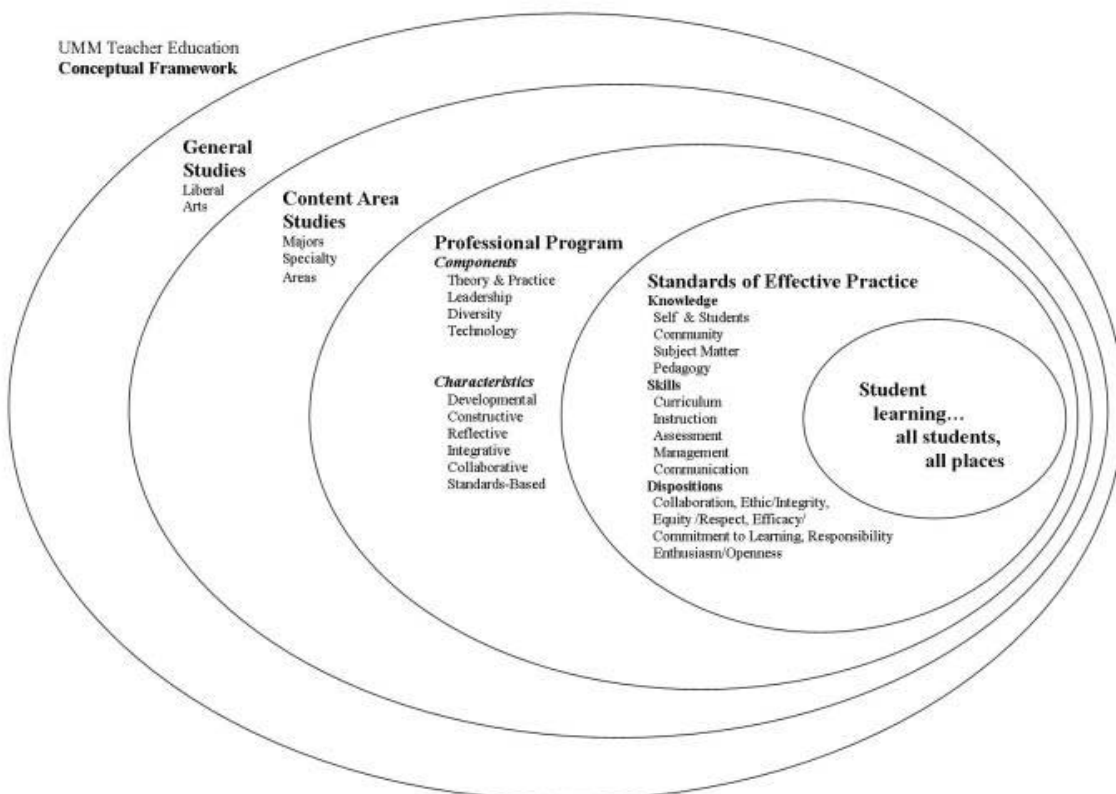 UMM Teacher Education
Conceptual Framework
General
Studies
Liberal
Arts
Content Area
Studies
Majors
Specialty
Areas
Professional Program
Components
Theory & Practice
Leadership
Diversity
Technology
Characteristics
Developmental
Constructive
Reflective
Integrative
Collaborative
Standards-Based
Standards of Effective Practice
Knowledge
Self & Students
Community
Subject Matter
Pedagogy
Skills
Curriculum
Instruction
Assessment
Management
Communication
Dispositions
Collaboration, Ethic/Integrity,
Equity /Respect, Efficacy/
Commitment to Learning, Responsibility
Enthusiasm/Openness
Student
learning...
all students,
all places